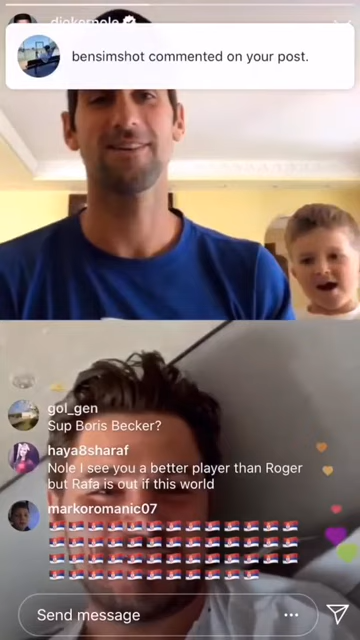 djokernole
bensimshot commented on your post.
gol_gen
Sup Boris Becker?
haya8sharaf
Nole I see you a better player than Roger
but Rafa is out if this world
markoromanic07
🇷🇸🇷🇸🇷🇸🇷🇸🇷🇸🇷🇸🇷🇸🇷🇸🇷🇸🇷🇸🇷🇸🇷🇸🇷🇸
🇷🇸🇷🇸🇷🇸🇷🇸🇷🇸🇷🇸🇷🇸🇷🇸🇷🇸🇷🇸🇷🇸🇷🇸🇷🇸
🇷🇸🇷🇸🇷🇸🇷🇸🇷🇸🇷🇸🇷🇸🇷🇸🇷🇸🇷🇸🇷🇸🇷🇸🇷🇸
🇷🇸🇷🇸🇷🇸🇷🇸🇷🇸🇷🇸🇷🇸🇷🇸🇷🇸🇷🇸🇷🇸
Send message